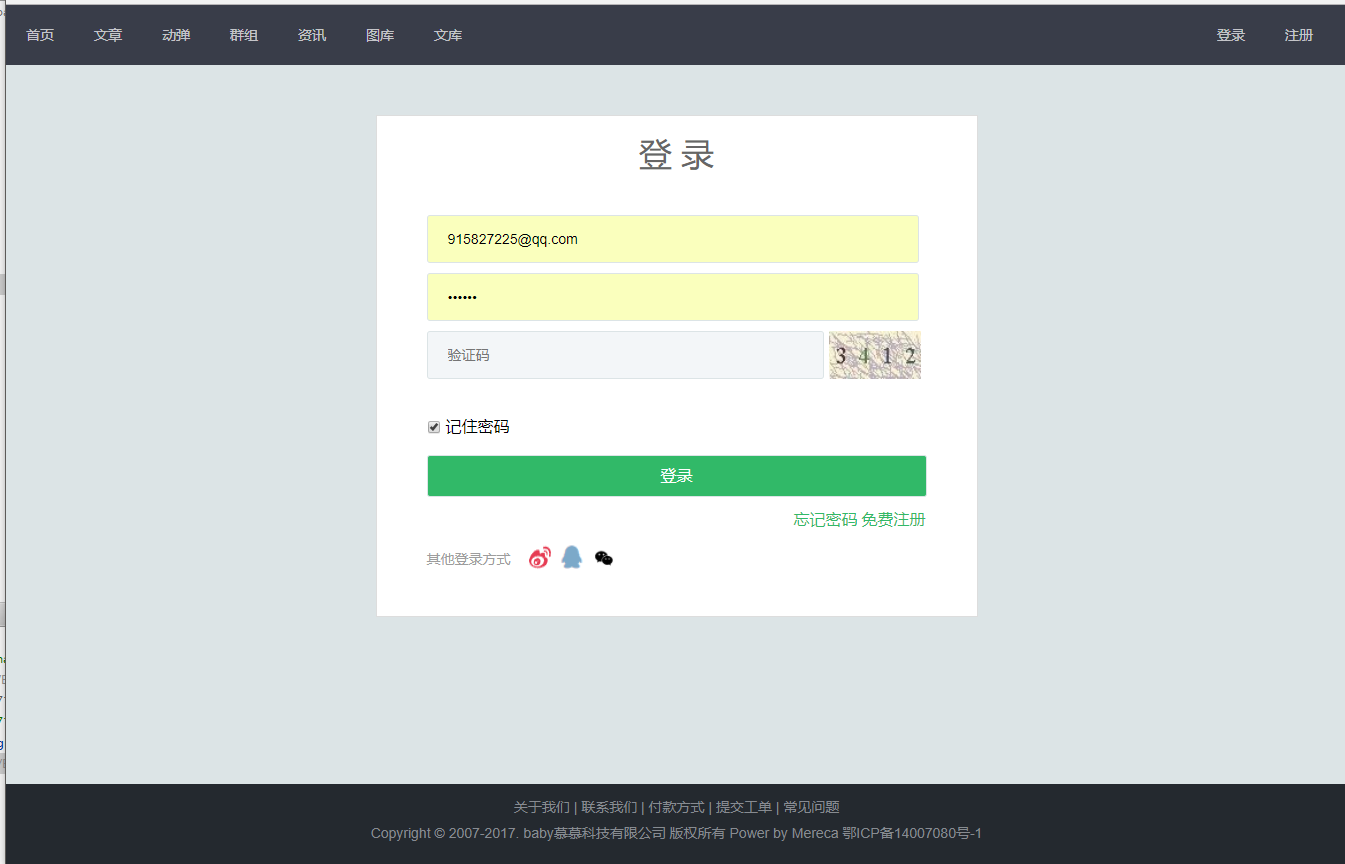 首页 文章 动弹 群组 资讯 图库 文库 登录 注册
登 录
915827225@qq.com
••••••
验证码 3 4 1 2
记住密码
登录
忘记密码 免费注册
其他登录方式
关于我们 | 联系我们 | 付款方式 | 提交工单 | 常见问题
Copyright © 2007-2017. baby慕慕科技有限公司 版权所有 Power by Mereca 鄂ICP备14007080号-1